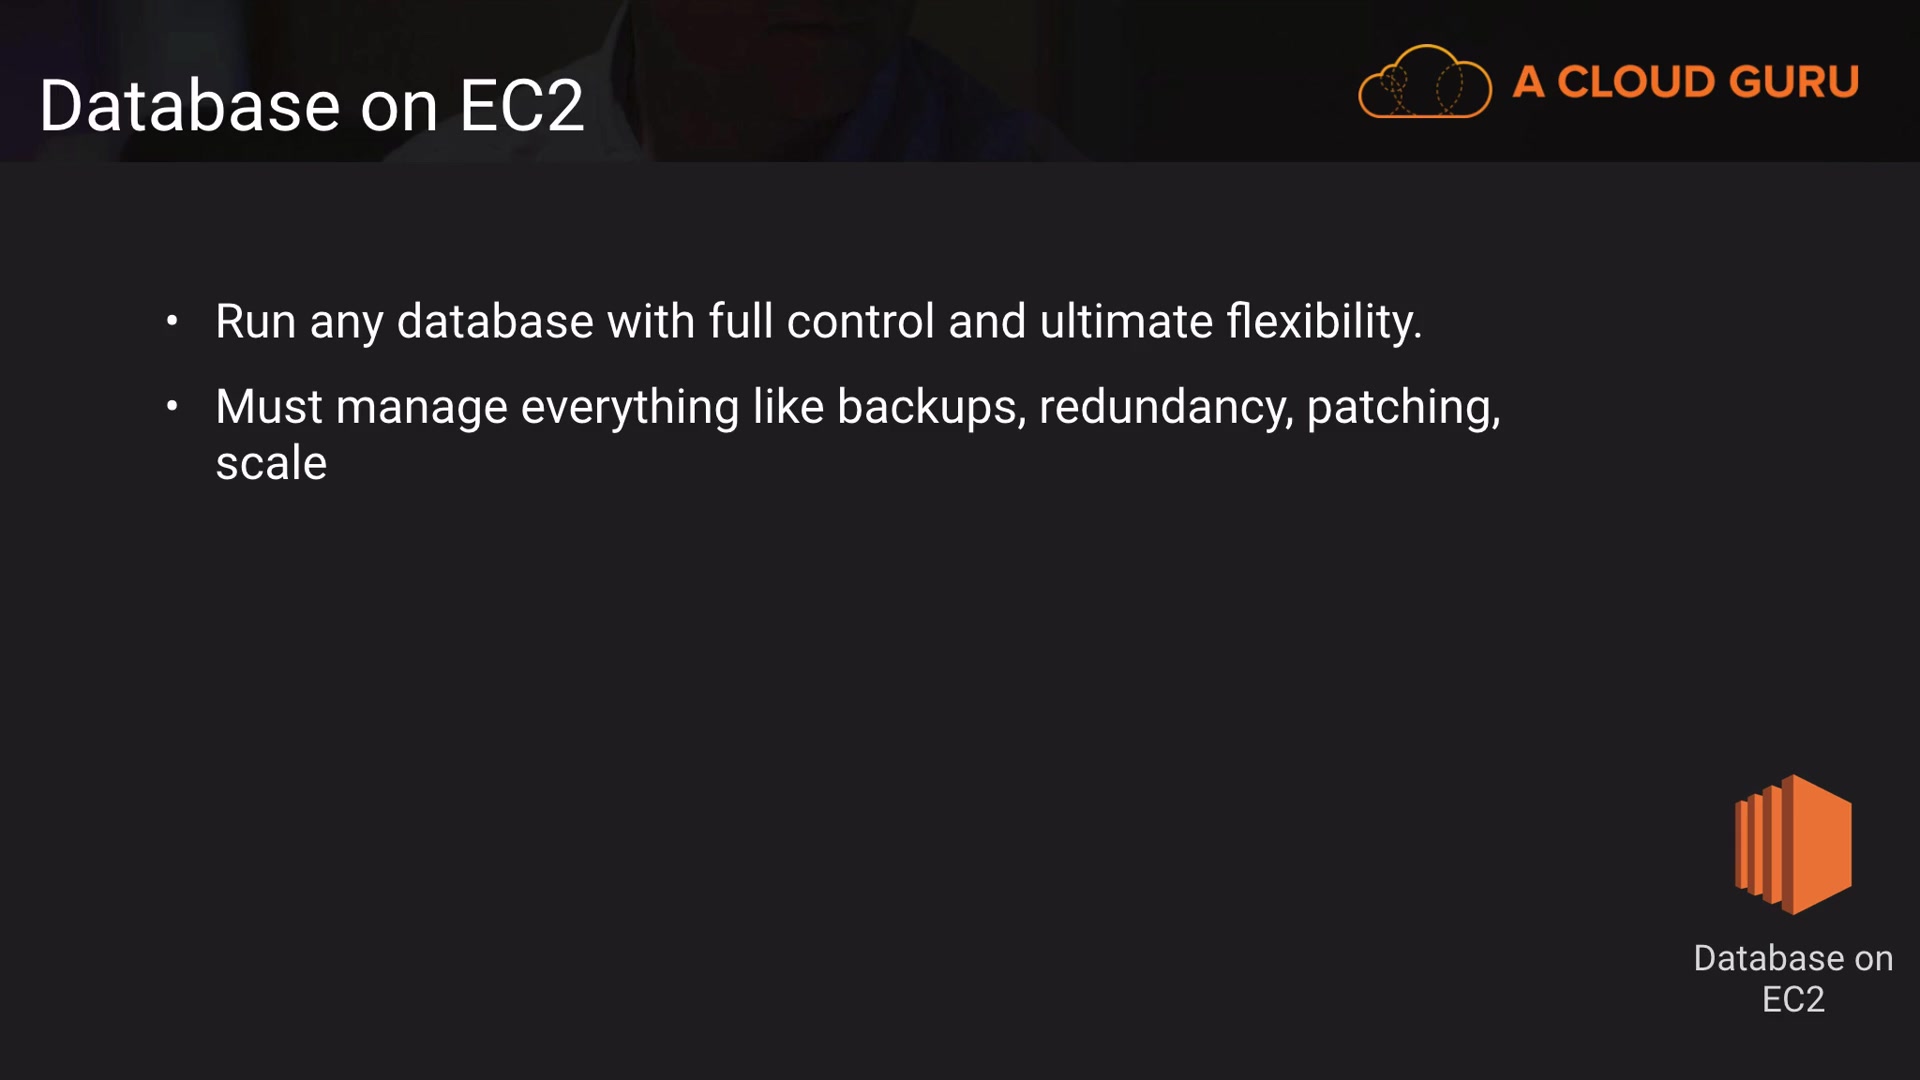 Database on EC2
A CLOUD GURU
• Run any database with full control and ultimate flexibility.
• Must manage everything like backups, redundancy, patching,
scale
Database on
EC2